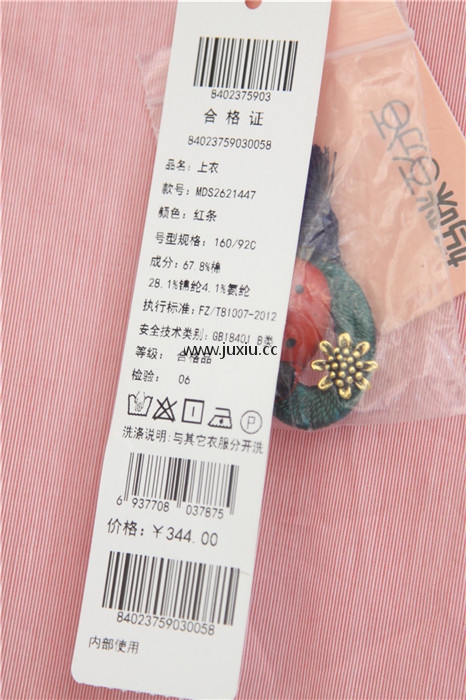 8402375903
合格证
84023759030058
品名：上衣
款号：MDS2621447
颜色：红条
号型规格：160/92C
成分：67.8%棉
28.1%锦纶4.1%氨纶
执行标准：FZ/T81007-2012
安全技术类别：GB18401 B类
等级： 合格品
www.juxiu.cc
检验： 06
P
洗涤说明：与其它衣服分开洗
6 937708 037875
价格：￥344.00
84023759030058
内部使用